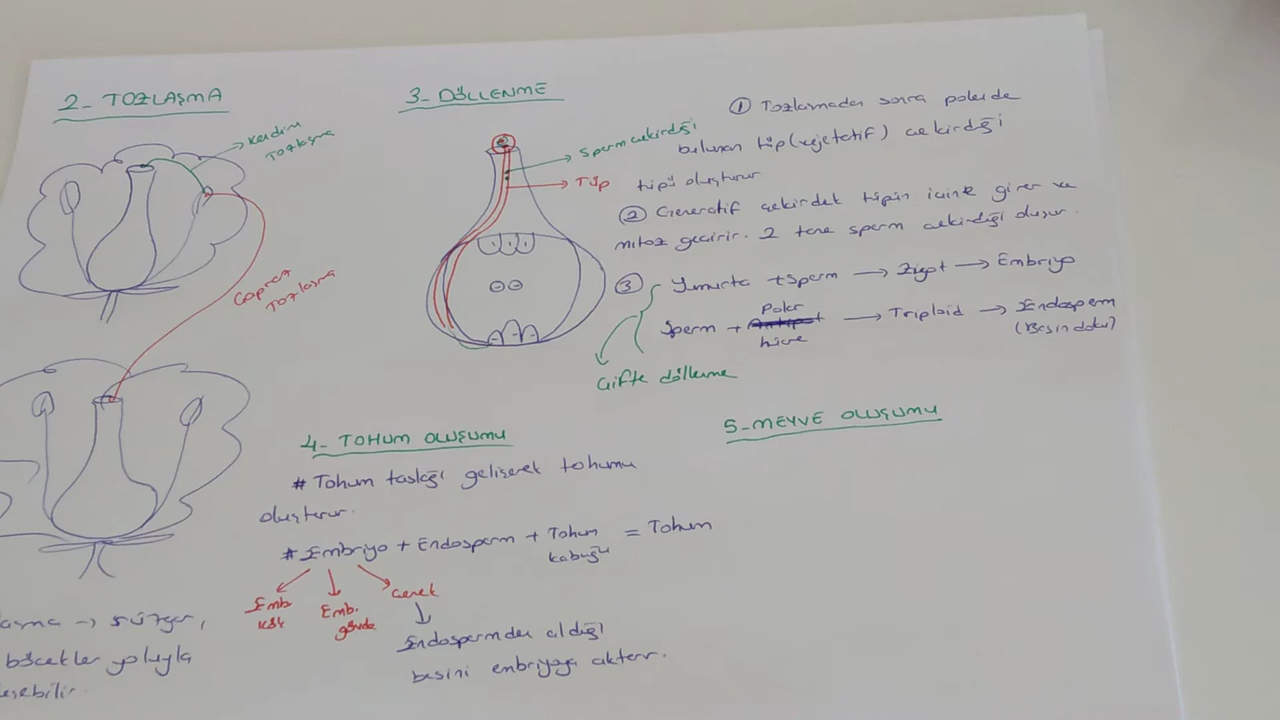 2- TOZLAŞMA
Kendini
Tozlaşma
Çapraz
Tozlaşma
aşma -> rüzgar,
böcekler yoluyla
eşebilir.
3- DÖLLENME
Sperm çekirdeği
Tüp
① Tozlaşmadan sonra polende
bulunan tüp (vejetatif) çekirdeği
tüpü oluşturur
② Generatif çekirdek tüpün içine girer ve
mitoz geçirir. 2 tane sperm çekirdeği oluşur.
③ Yumurta + Sperm -> Zigot -> Embriyo
Sperm + Polar
hücre -> Triploid -> Endosperm
(Besin doku)
Çifte döllenme
4- TOHUM OLUŞUMU
# Tohum taslağı gelişerek tohumu
oluşturur.
# Embriyo + Endosperm + Tohum
kabuğu = Tohum
Emb.
kök
Emb.
gövde
Çenek
Endospermden aldığı
besini embriyoya aktarır.
5- MEYVE OLUŞUMU